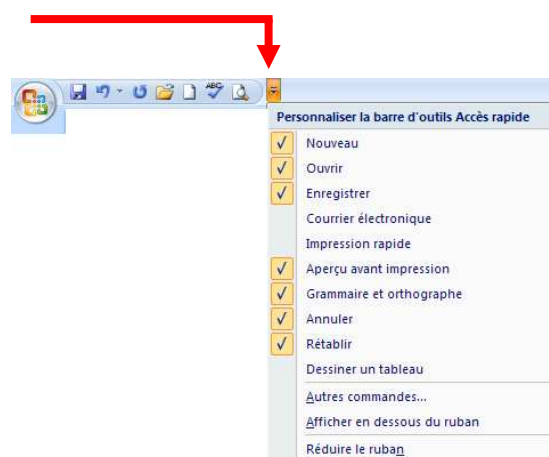 ABC
Personnaliser la barre d'outils Accès rapide
Nouveau
Ouvrir
Enregistrer
Courrier électronique
Impression rapide
Aperçu avant impression
Grammaire et orthographe
Annuler
Rétablir
Dessiner un tableau
Autres commandes...
Afficher en dessous du ruban
Réduire le ruban